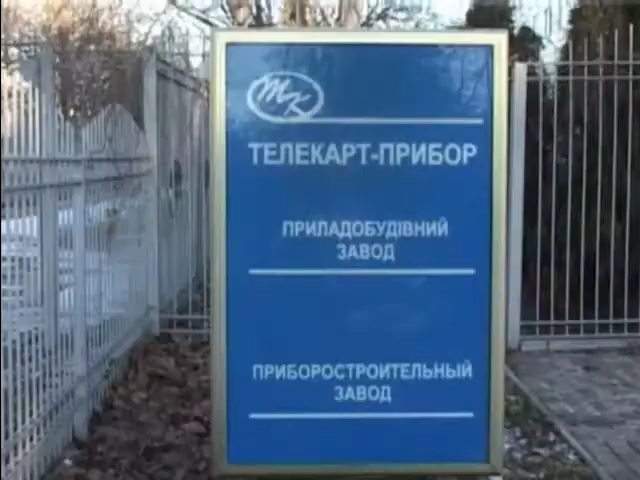 ТК
ТЕЛЕКАРТ-ПРИБОР
ПРИЛАДОБУДІВНИЙ
ЗАВОД
ПРИБОРОСТРОИТЕЛЬНЫЙ
ЗАВОД